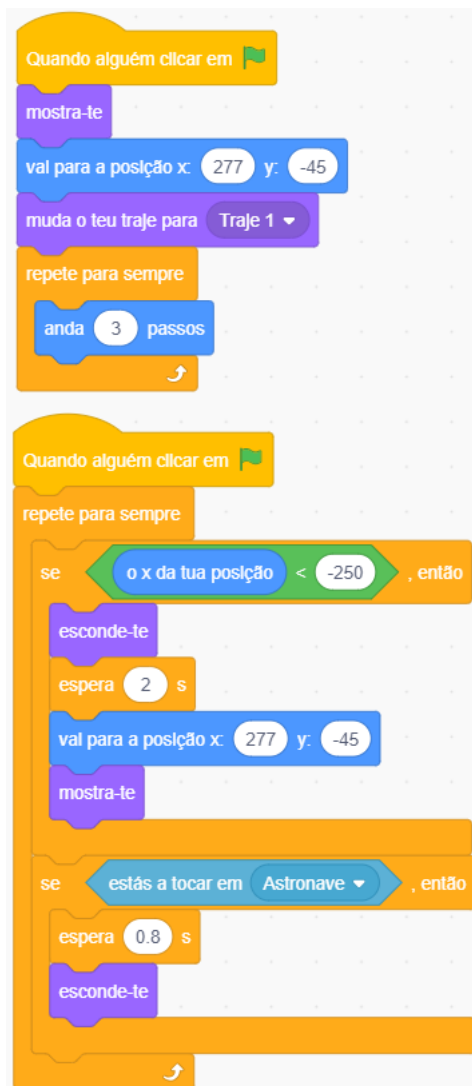 Quando alguém clicar em
mostra-te
vai para a posição x: 277 y: -45
muda o teu traje para Traje 1
repete para sempre
anda 3 passos
Quando alguém clicar em
repete para sempre
se o x da tua posição < -250 , então
esconde-te
espera 2 s
vai para a posição x: 277 y: -45
mostra-te
se estás a tocar em Astronave , então
espera 0.8 s
esconde-te